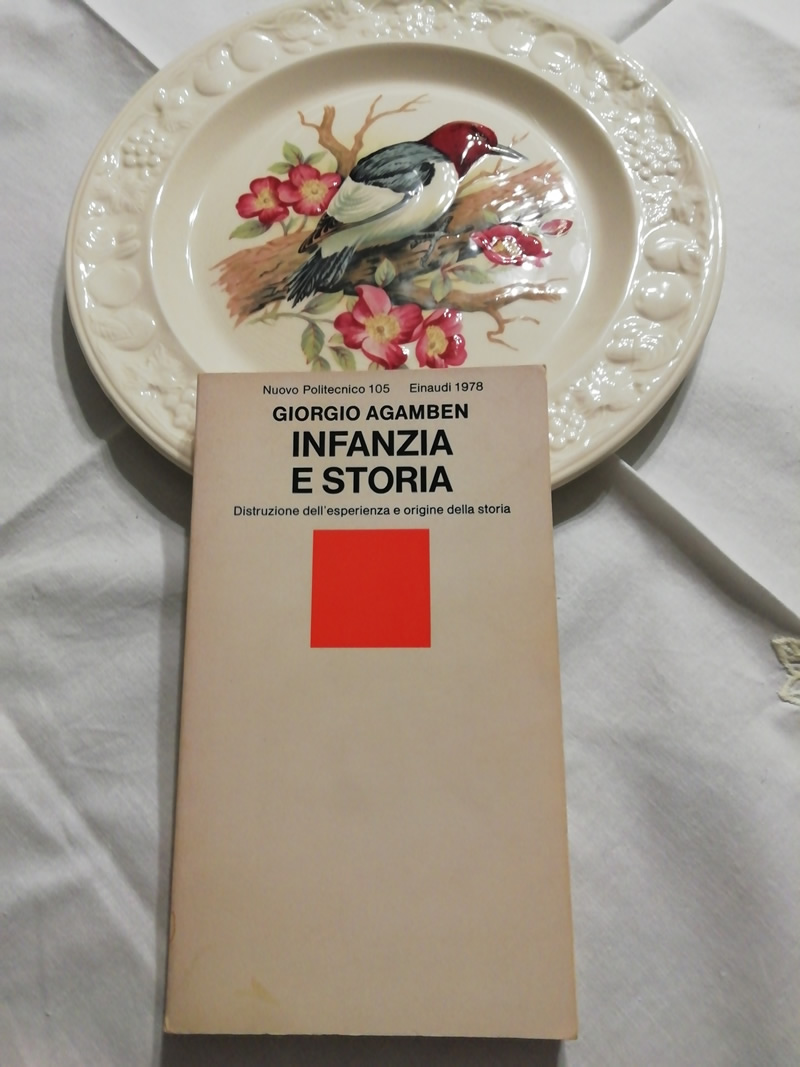 Nuovo Politecnico 105 Einaudi 1978
GIORGIO AGAMBEN
INFANZIA
E STORIA
Distruzione dell'esperienza e origine della storia